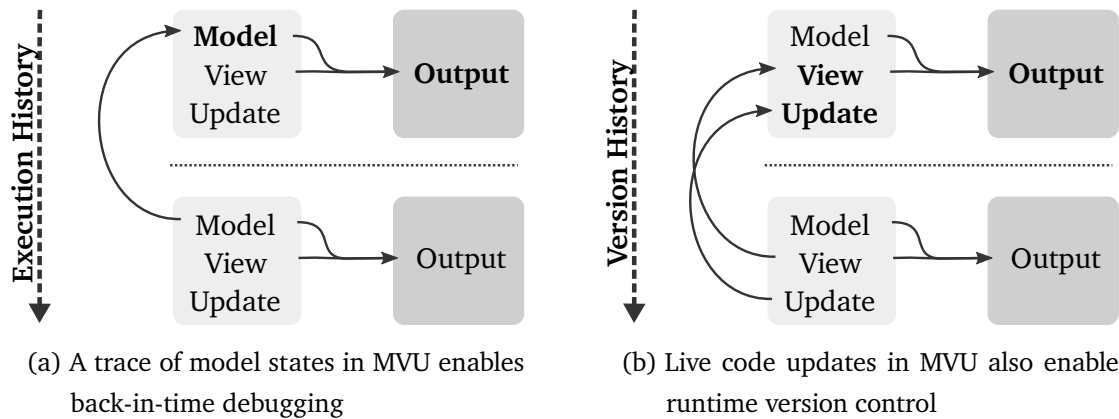 Execution History
Model
View
Update
Output
Model
View
Update
Output
(a) A trace of model states in MVU enables
back-in-time debugging
Version History
Model
View
Update
Output
Model
View
Update
Output
(b) Live code updates in MVU also enable
runtime version control